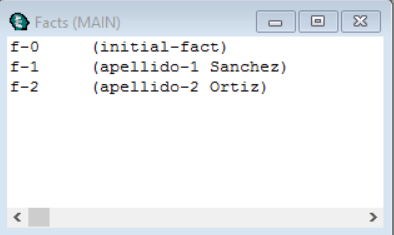 Facts (MAIN)
f-0 (initial-fact)
f-1 (apellido-1 Sanchez)
f-2 (apellido-2 Ortiz)